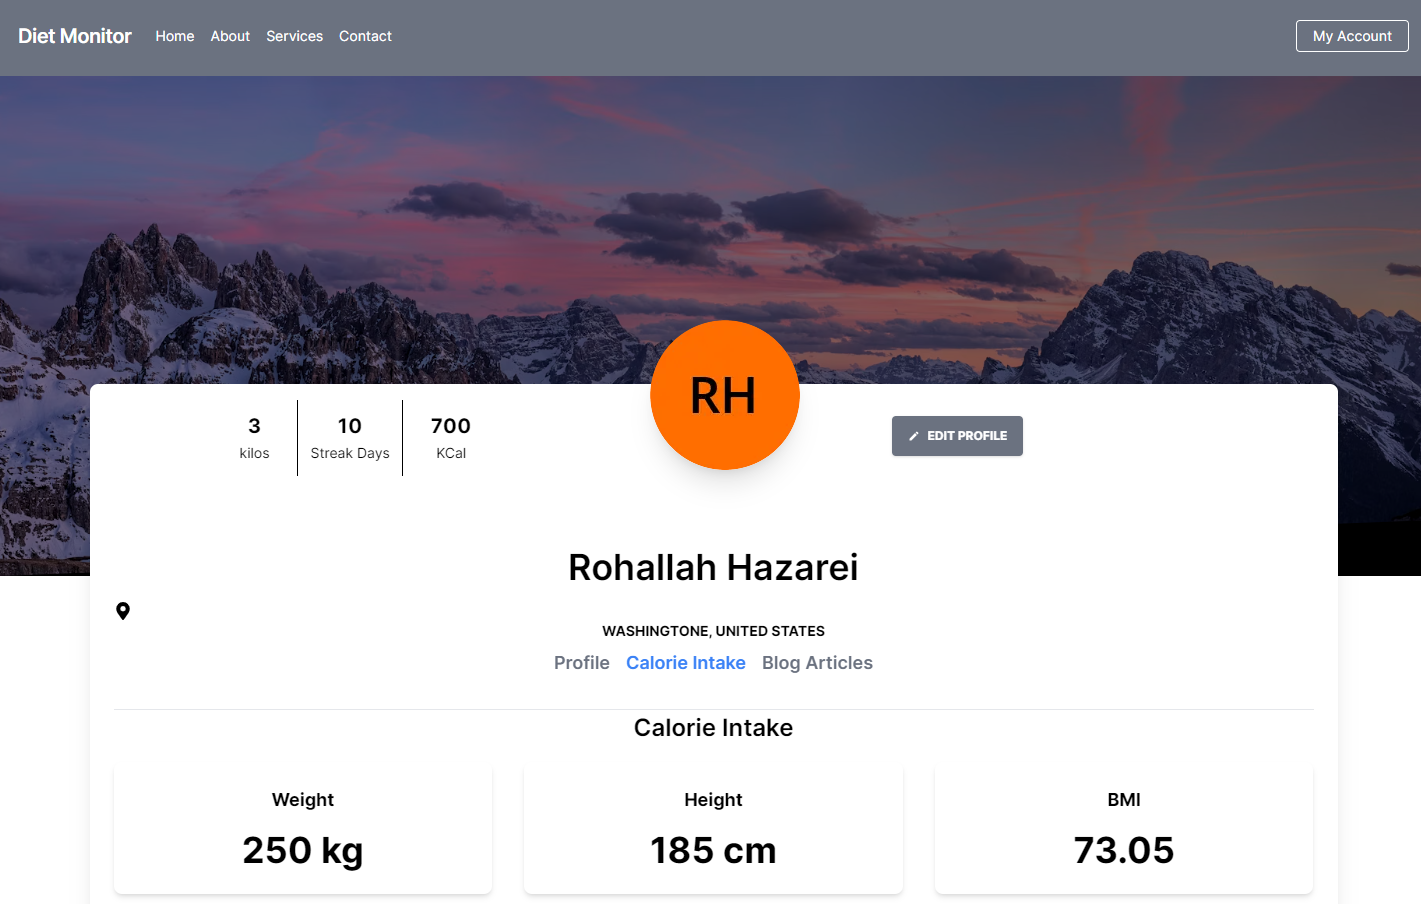 Diet Monitor Home About Services Contact My Account
RH
3 10 700
kilos Streak Days KCal
EDIT PROFILE
Rohallah Hazarei
WASHINGTONE, UNITED STATES
Profile Calorie Intake Blog Articles
Calorie Intake
Weight Height BMI
250 kg 185 cm 73.05